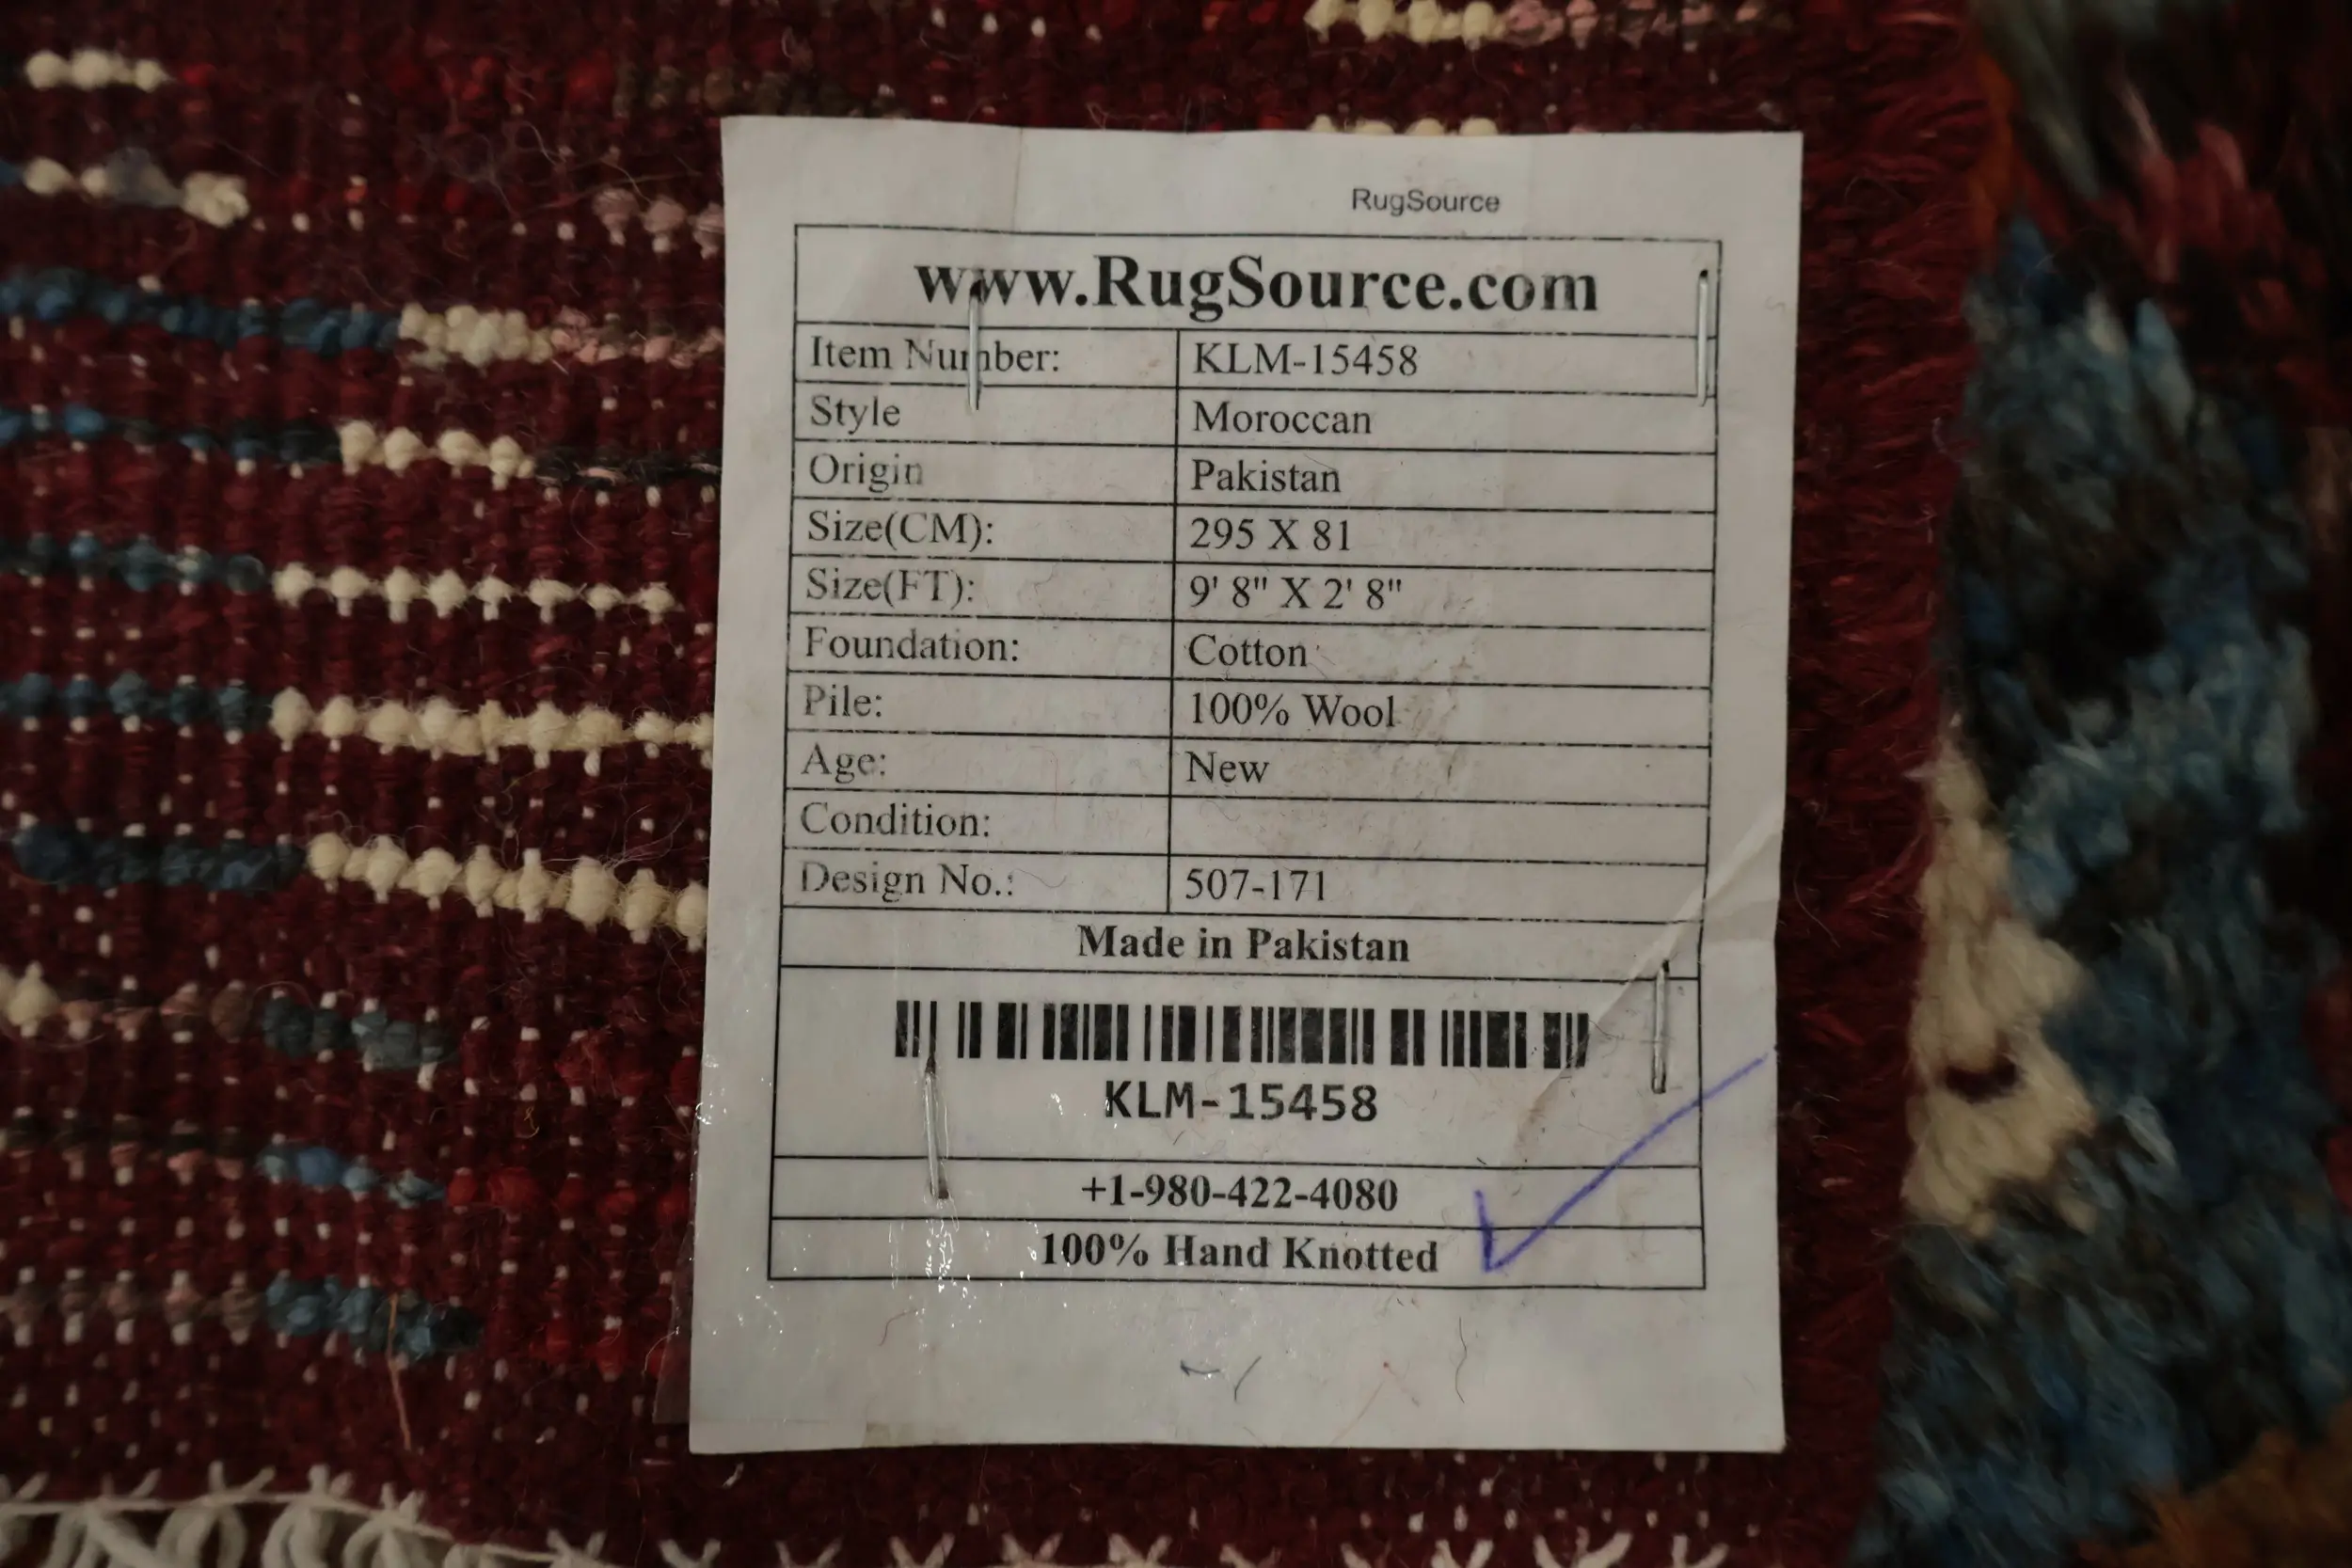 RugSource
www.RugSource.com
Item Number: KLM-15458
Style Moroccan
Origin Pakistan
Size(CM): 295 X 81
Size(FT): 9' 8" X 2' 8"
Foundation: Cotton
Pile: 100% Wool
Age: New
Condition:
Design No.: 507-171
Made in Pakistan
KLM-15458
+1-980-422-4080
100% Hand Knotted